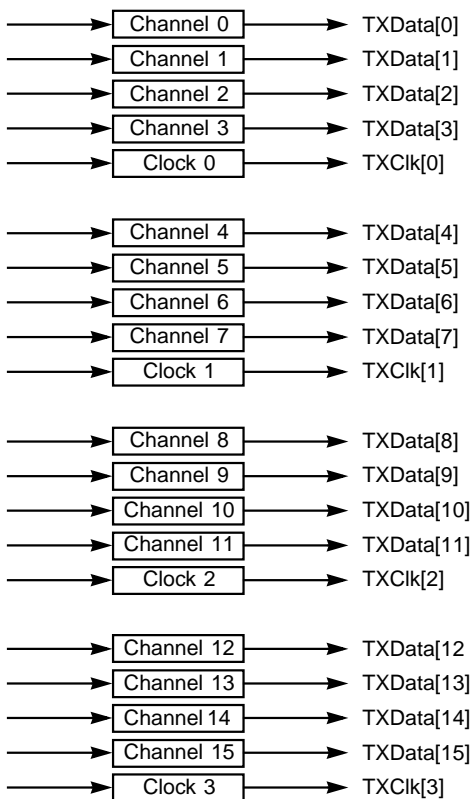 Channel 0 TXData[0]
Channel 1 TXData[1]
Channel 2 TXData[2]
Channel 3 TXData[3]
Clock 0 TXClk[0]
Channel 4 TXData[4]
Channel 5 TXData[5]
Channel 6 TXData[6]
Channel 7 TXData[7]
Clock 1 TXClk[1]
Channel 8 TXData[8]
Channel 9 TXData[9]
Channel 10 TXData[10]
Channel 11 TXData[11]
Clock 2 TXClk[2]
Channel 12 TXData[12
Channel 13 TXData[13]
Channel 14 TXData[14]
Channel 15 TXData[15]
Clock 3 TXClk[3]